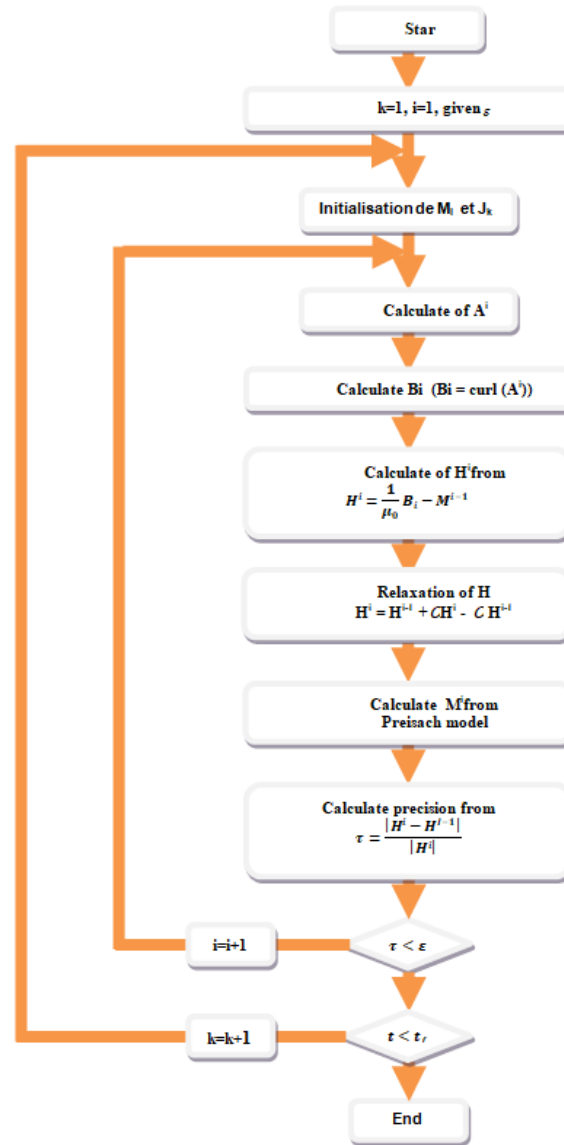 Star
k=1, i=1, given ε
Initialisation de Mᵢ et Jₖ
Calculate of Aⁱ
Calculate Bi (Bi = curl (Aⁱ))
Calculate of Hⁱ from
Hⁱ = 1/μ₀ Bᵢ − Mⁱ⁻¹
Relaxation of H
Hⁱ = Hⁱ⁻¹ + CHⁱ - C Hⁱ⁻¹
Calculate Mⁱ from
Preisach model
Calculate precision from
τ = |Hⁱ − Hⁱ⁻¹| / |Hⁱ|
i=i+1
τ < ε
k=k+1
t < t
End